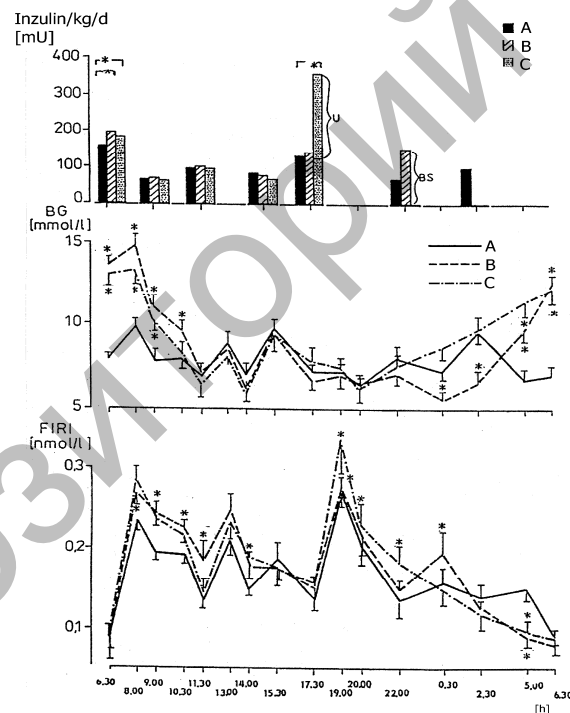 Inzulin/kg/d
[mU]
A
B
C
400
300
200
100
0
*
*
*
U
BS
BG
[mmol/l]
15
10
5
A
B
C
* * * * * * * * * * * *
FIRI
[nmol/l]
0,3
0,2
0,1
* * * * * * * * * * * * *
6.30 8.00 9.00 10,30 11,30 13,00 14,00 15,30 17.30 19.00 20.00 22,00 0,30 2,30 5,00 6.30
[h]
зиторий